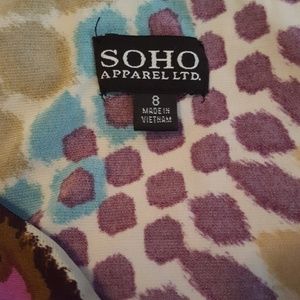 SOHO
APPAREL LTD.
8
MADE IN
VIETNAM